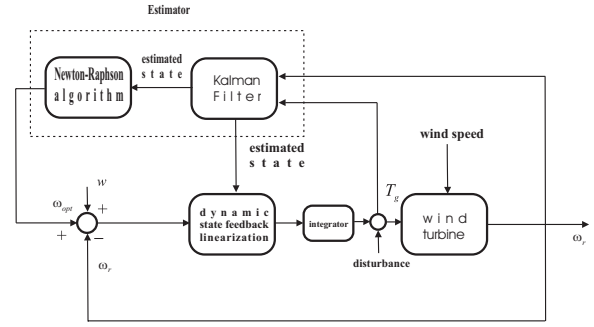 Estimator
Newton-Raphson
algorithm
estimated
state
Kalman
Filter
estimated
state
wind speed
w
ω_opt
+
+
−
ω_r
dynamic
state feedback
linearization
integrator
T_g
disturbance
wind
turbine
ω_r